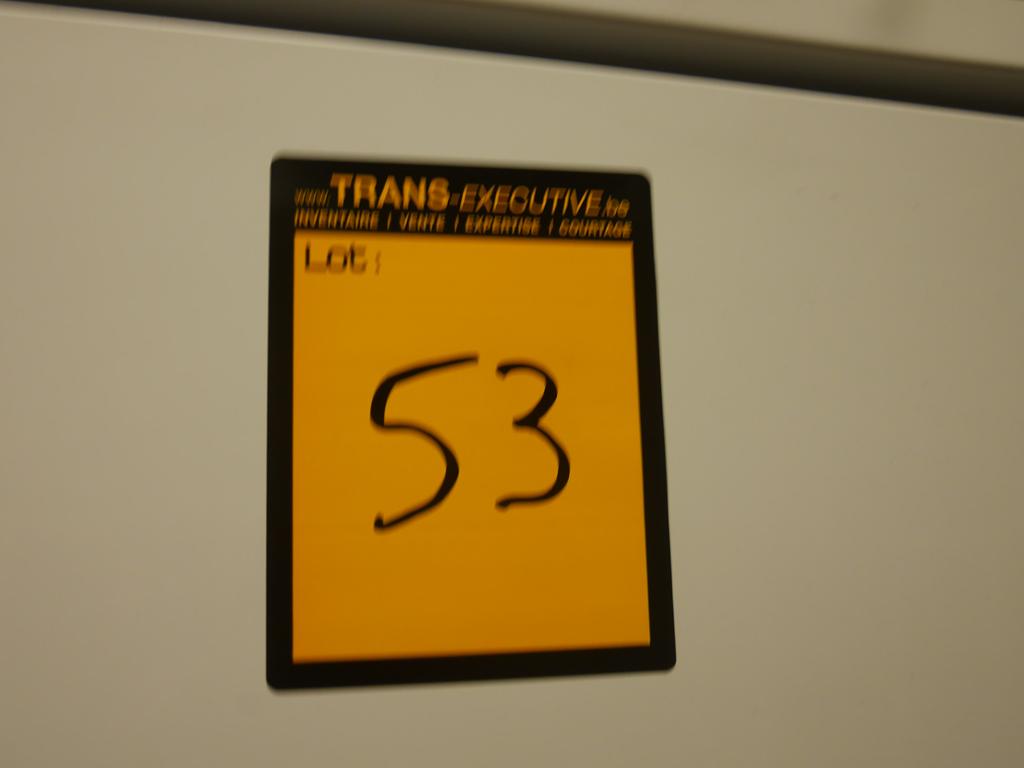 www.TRANS-EXECUTIVE.be
INVENTAIRE / VENTE / EXPERTISE / COURTAGE
Lot:
53